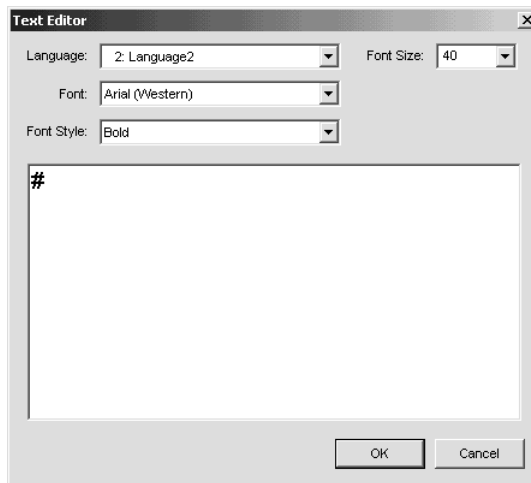 Text Editor
Language: 2: Language2 Font Size: 40
Font: Arial (Western)
Font Style: Bold
#
OK Cancel